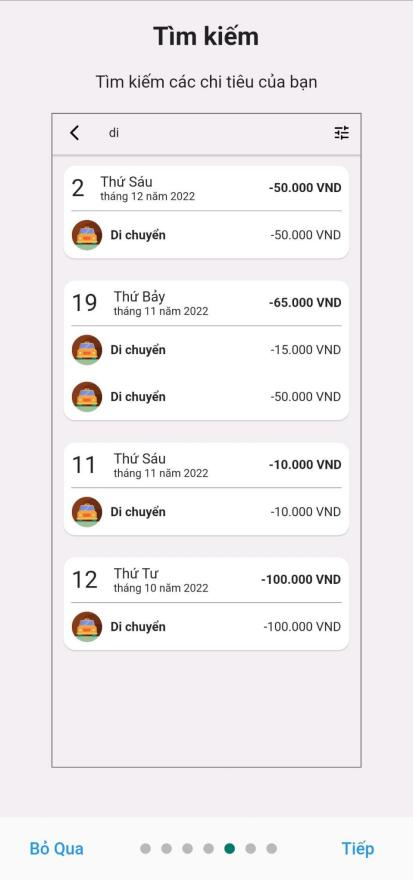 Tìm kiếm
Tìm kiếm các chi tiêu của bạn
di
2 Thứ Sáu -50.000 VND
tháng 12 năm 2022
Di chuyển -50.000 VND
19 Thứ Bảy -65.000 VND
tháng 11 năm 2022
Di chuyển -15.000 VND
Di chuyển -50.000 VND
11 Thứ Sáu -10.000 VND
tháng 11 năm 2022
Di chuyển -10.000 VND
12 Thứ Tư -100.000 VND
tháng 10 năm 2022
Di chuyển -100.000 VND
Bỏ Qua Tiếp